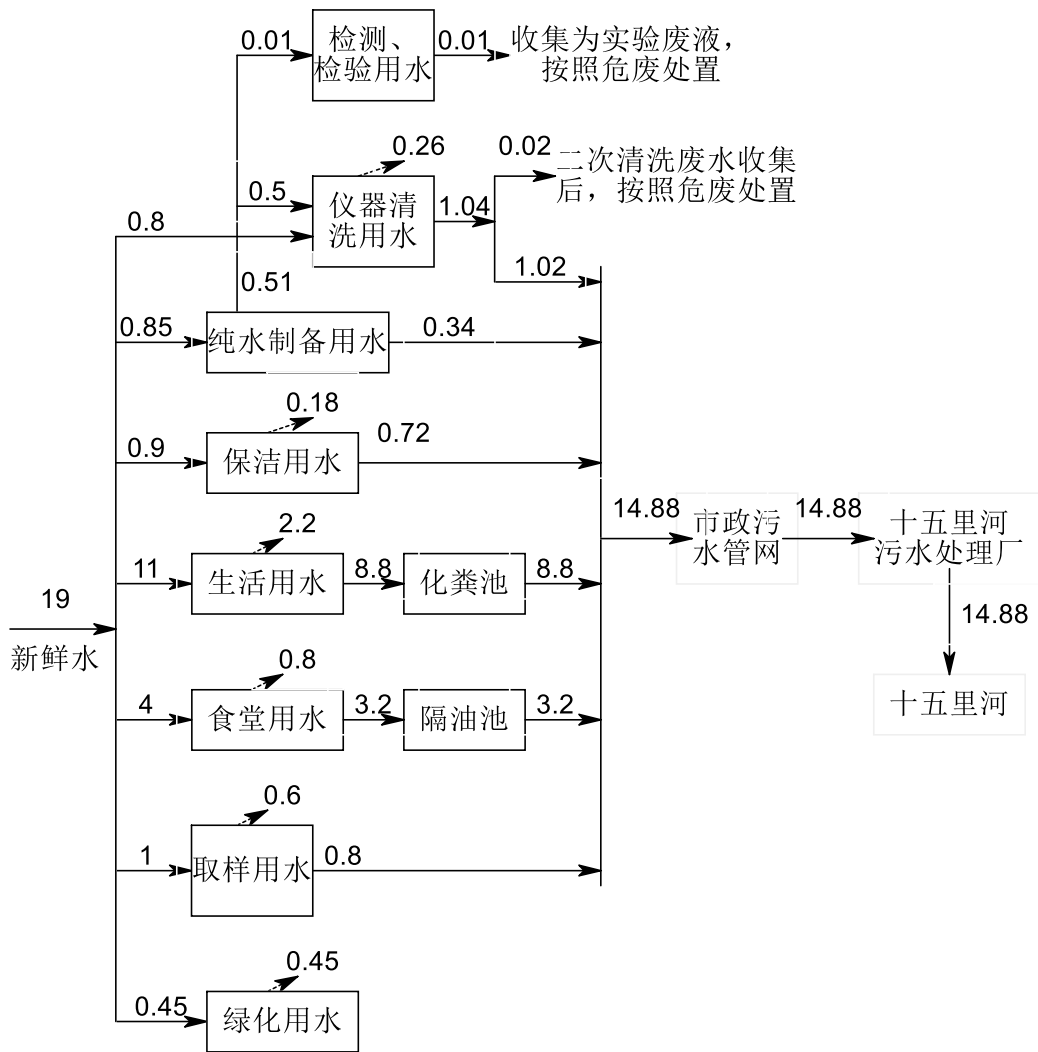 0.01
检测、
检验用水
0.01
收集为实验废液，
按照危废处置
0.26
0.02
二次清洗废水收集
后，按照危废处置
0.5
仪器清
洗用水
1.04
0.8
1.02
0.51
0.85
纯水制备用水
0.34
0.18
0.9
保洁用水
0.72
14.88
市政污
水管网
14.88
十五里河
污水处理厂
2.2
11
生活用水
8.8
化粪池
8.8
19
新鲜水
14.88
0.8
4
食堂用水
3.2
隔油池
3.2
十五里河
0.6
1
取样用水
0.8
0.45
0.45
绿化用水